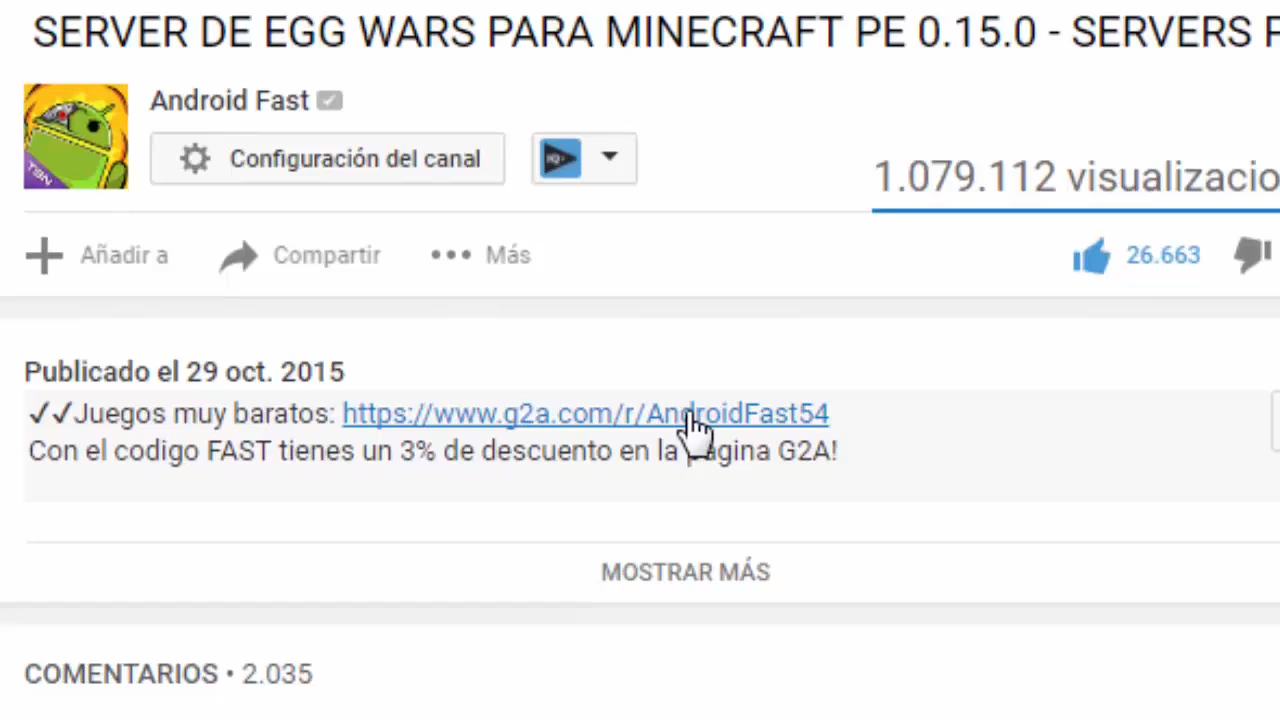 SERVER DE EGG WARS PARA MINECRAFT PE 0.15.0 - SERVERS
Android Fast
TGN
Configuración del canal
HQ+
1.079.112 visualizacio
Añadir a
Compartir
Más
26.663
Publicado el 29 oct. 2015
✓✓Juegos muy baratos: https://www.g2a.com/r/AndroidFast54
Con el codigo FAST tienes un 3% de descuento en la página G2A!
MOSTRAR MÁS
COMENTARIOS • 2.035